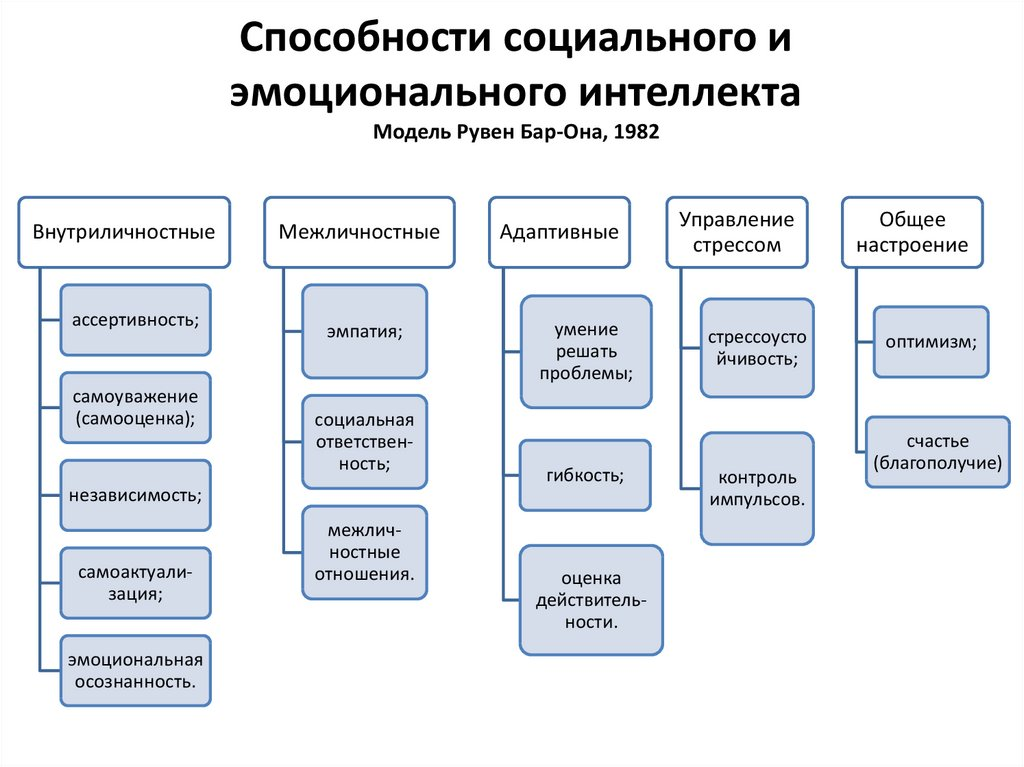 Способности социального и
эмоционального интеллекта
Модель Рувен Бар-Она, 1982
Внутриличностные
ассертивность;
самоуважение
(самооценка);
независимость;
самоактуали-
зация;
эмоциональная
осознанность.
Межличностные
эмпатия;
социальная
ответствен-
ность;
межлич-
ностные
отношения.
Адаптивные
умение
решать
проблемы;
гибкость;
оценка
действитель-
ности.
Управление
стрессом
стрессоусто
йчивость;
контроль
импульсов.
Общее
настроение
оптимизм;
счастье
(благополучие)